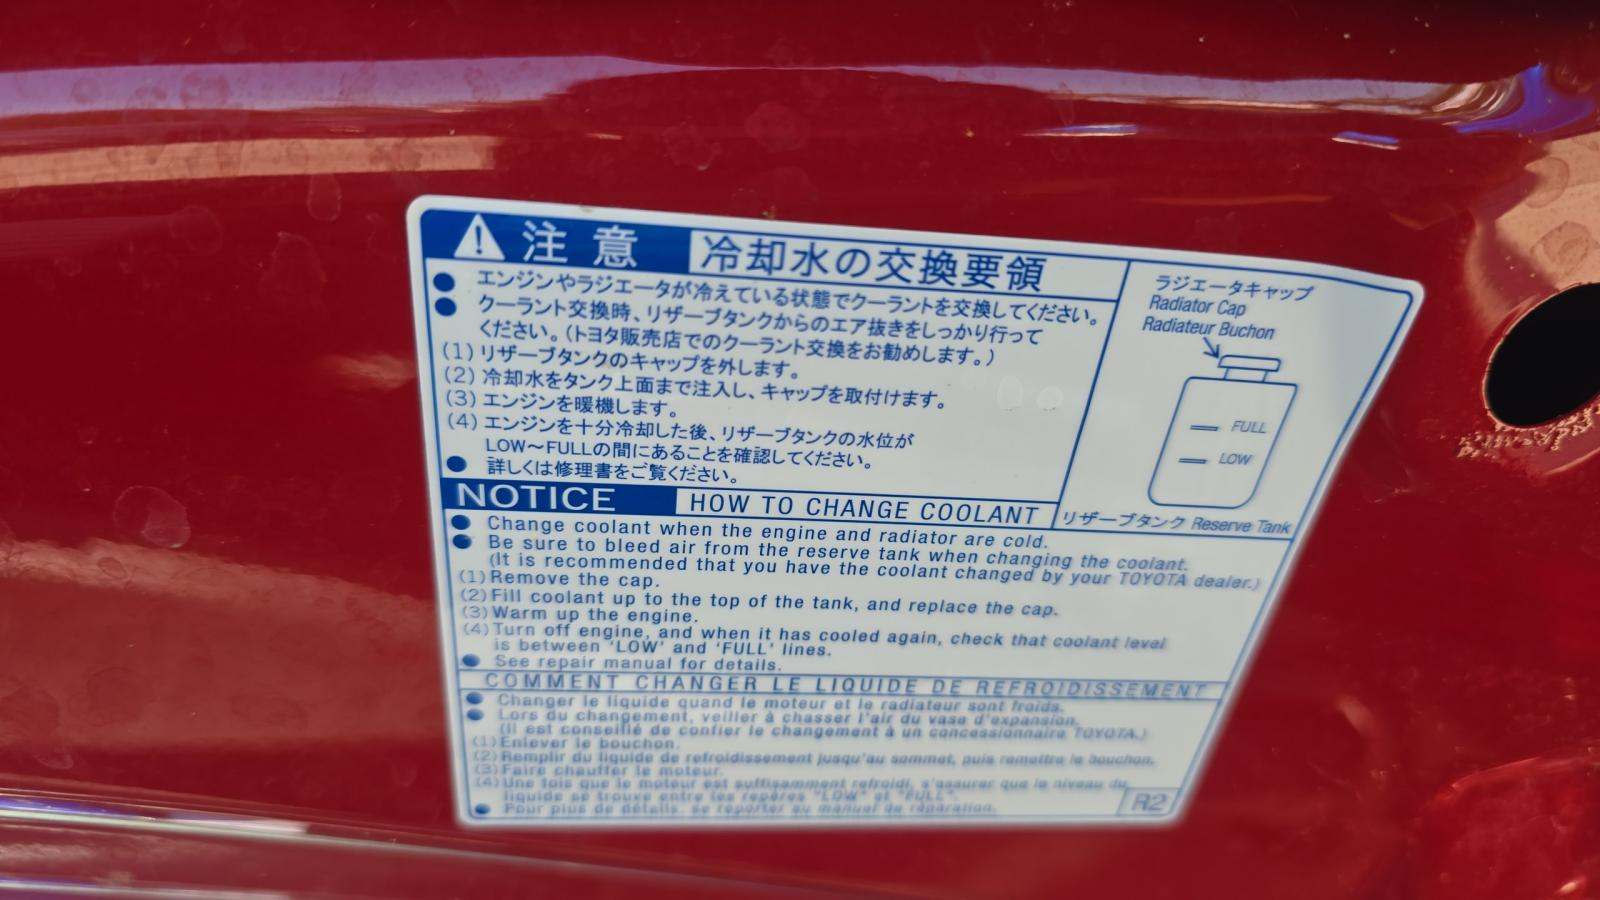 注意 冷却水の交換要領
● エンジンやラジエータが冷えている状態でクーラントを交換してください。
● クーラント交換時、リザーブタンクからのエア抜きをしっかり行って
ください。(トヨタ販売店でのクーラント交換をお勧めします。)
(1) リザーブタンクのキャップを外します。
(2) 冷却水をタンク上面まで注入し、キャップを取付けます。
(3) エンジンを暖機します。
(4) エンジンを十分冷却した後、リザーブタンクの水位が
LOW～FULLの間にあることを確認してください。
● 詳しくは修理書をご覧ください。
ラジエータキャップ
Radiator Cap
Radiateur Buchon
FULL
LOW
リザーブタンク Reserve Tank
NOTICE HOW TO CHANGE COOLANT
● Change coolant when the engine and radiator are cold.
● Be sure to bleed air from the reserve tank when changing the coolant.
(It is recommended that you have the coolant changed by your TOYOTA dealer.)
(1) Remove the cap.
(2) Fill coolant up to the top of the tank, and replace the cap.
(3) Warm up the engine.
(4) Turn off engine, and when it has cooled again, check that coolant level
is between 'LOW' and 'FULL' lines.
● See repair manual for details.
COMMENT CHANGER LE LIQUIDE DE REFROIDISSEMENT
● Changer le liquide quand le moteur et le radiateur sont froids.
● Lors du changement, veiller à chasser l'air du vase d'expansion.
(Il est conseillé de confier le changement à un concessionnaire TOYOTA.)
(1) Enlever le bouchon.
(2) Remplir du liquide de refroidissement jusqu'au sommet, puis remettre le bouchon.
(3) Faire chauffer le moteur.
(4) Une fois que le moteur est suffisamment refroidi, s'assurer que le niveau du
liquide se trouve entre les repères "LOW" et "FULL".
● Pour plus de détails, se reporter au manuel de réparation.
R2